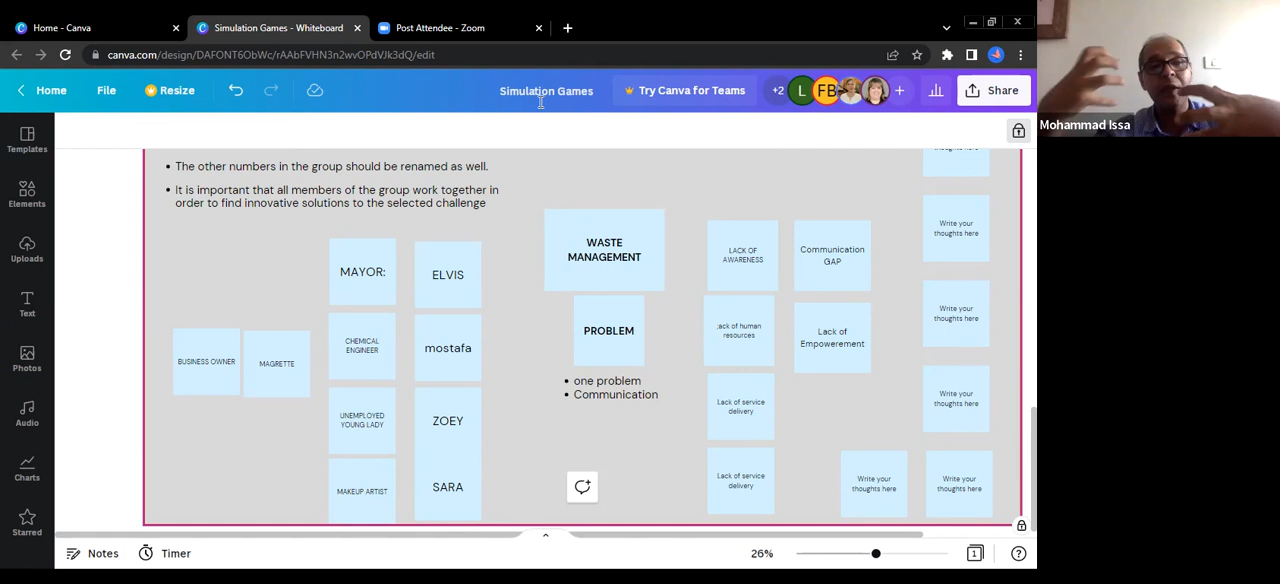 Home - Canva
Simulation Games - Whiteboard
Post Attendee - Zoom
canva.com/design/DAFONT6ObWc/rAAbFVHN3n2wvOPdVJk3dQ/edit
Home
File
Resize
Simulation Games
Try Canva for Teams
+2
L
FB
Share
Mohammad Issa
Templates
Elements
Uploads
Text
Photos
Audio
Charts
Starred
The other numbers in the group should be renamed as well.
It is important that all members of the group work together in
order to find innovative solutions to the selected challenge
BUSINESS OWNER
MAGRETTE
MAYOR:
ELVIS
CHEMICAL
ENGINEER
mostafa
UNEMPLOYED
YOUNG LADY
ZOEY
MAKEUP ARTIST
SARA
WASTE
MANAGEMENT
PROBLEM
one problem
Communication
LACK OF
AWARENESS
Communication
GAP
;ack of human
resources
Lack of
Empowerement
Lack of service
delivery
Lack of service
delivery
thoughts here
Write your
thoughts here
Write your
thoughts here
Write your
thoughts here
Write your
thoughts here
Write your
thoughts here
Notes
Timer
26%
1